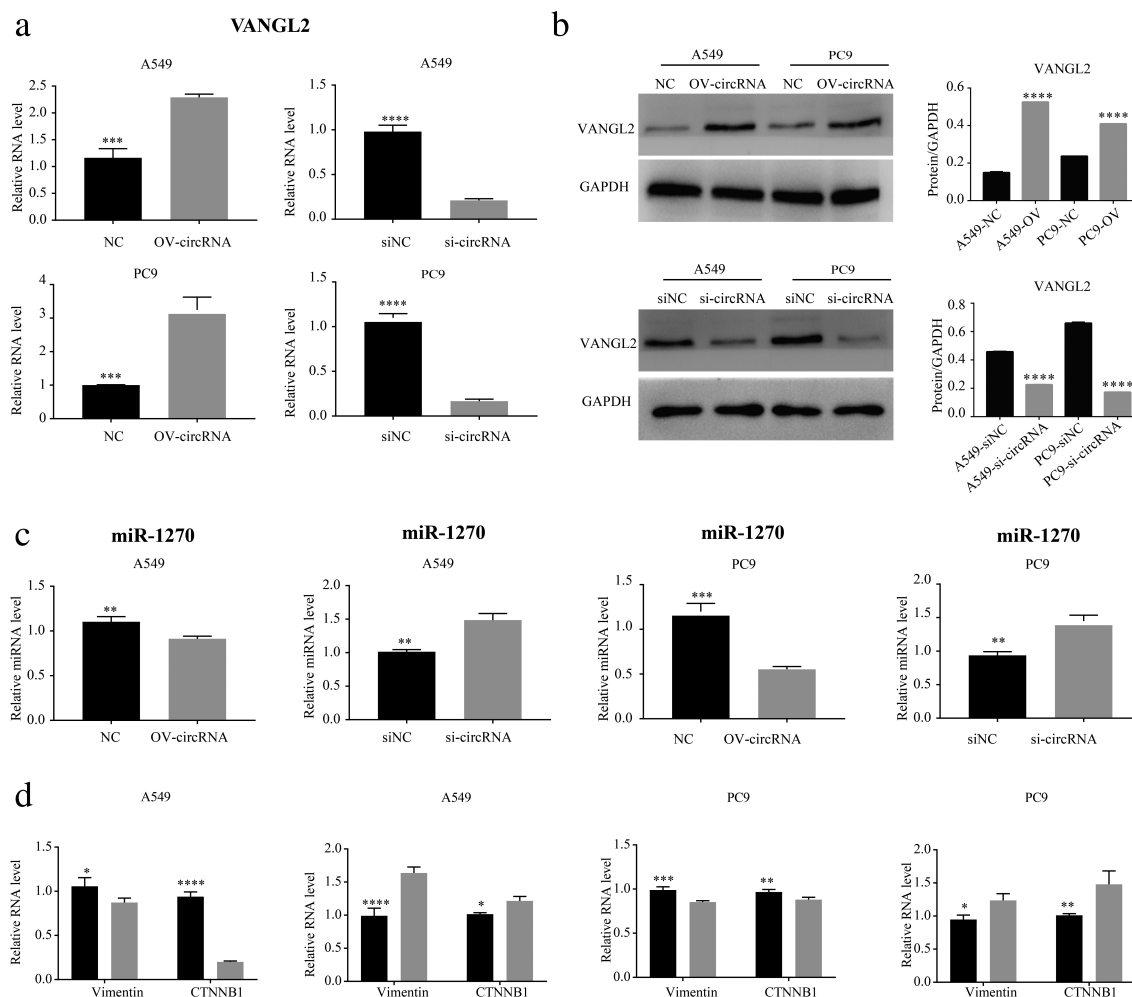 a
VANGL2
A549
Relative RNA level
2.5
2.0
1.5
1.0
0.5
0.0
***
NC OV-circRNA
A549
Relative RNA level
1.5
1.0
0.5
0.0
****
siNC si-circRNA
PC9
Relative RNA level
4
3
2
1
0
***
NC OV-circRNA
PC9
Relative RNA level
1.5
1.0
0.5
0.0
****
siNC si-circRNA
b
A549 PC9
NC OV-circRNA NC OV-circRNA
VANGL2
GAPDH
VANGL2
Protein/GAPDH
0.6
0.4
0.2
0.0
**** ****
A549-NC
A549-OV
PC9-NC
PC9-OV
A549 PC9
siNC si-circRNA siNC si-circRNA
VANGL2
GAPDH
VANGL2
Protein/GAPDH
0.8
0.6
0.4
0.2
0.0
**** ****
A549-siNC
A549-si-circRNA
PC9-siNC
PC9-si-circRNA
c
miR-1270
A549
Relative miRNA level
1.5
1.0
0.5
0.0
**
NC OV-circRNA
miR-1270
A549
Relative miRNA level
2.0
1.5
1.0
0.5
0.0
**
siNC si-circRNA
miR-1270
PC9
Relative miRNA level
1.5
1.0
0.5
0.0
***
NC OV-circRNA
miR-1270
PC9
Relative miRNA level
2.0
1.5
1.0
0.5
0.0
**
siNC si-circRNA
d
A549
Relative RNA level
1.5
1.0
0.5
0.0
* ****
Vimentin CTNNB1
A549
Relative RNA level
2.0
1.5
1.0
0.5
0.0
**** *
Vimentin CTNNB1
PC9
Relative RNA level
1.5
1.0
0.5
0.0
*** **
Vimentin CTNNB1
PC9
Relative RNA level
2.0
1.5
1.0
0.5
0.0
* **
Vimentin CTNNB1